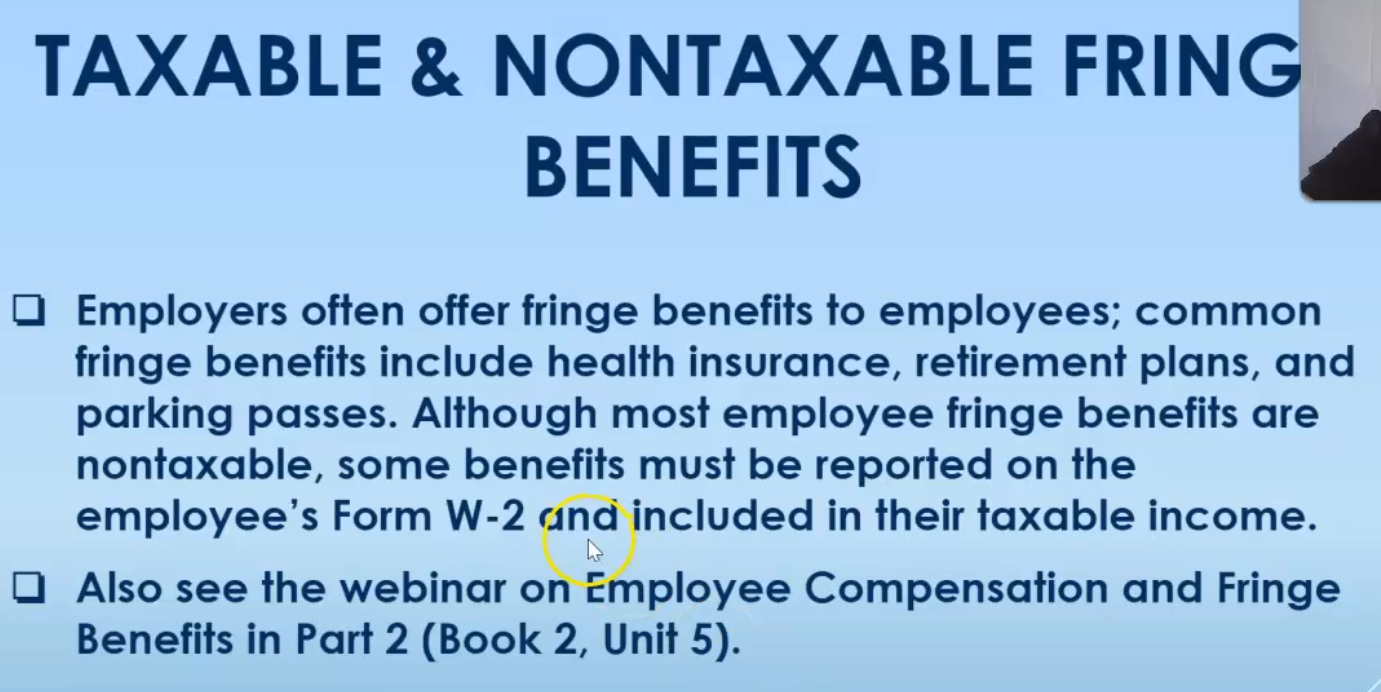 TAXABLE & NONTAXABLE FRING
BENEFITS
Employers often offer fringe benefits to employees; common
fringe benefits include health insurance, retirement plans, and
parking passes. Although most employee fringe benefits are
nontaxable, some benefits must be reported on the
employee’s Form W-2 and included in their taxable income.
Also see the webinar on Employee Compensation and Fringe
Benefits in Part 2 (Book 2, Unit 5).